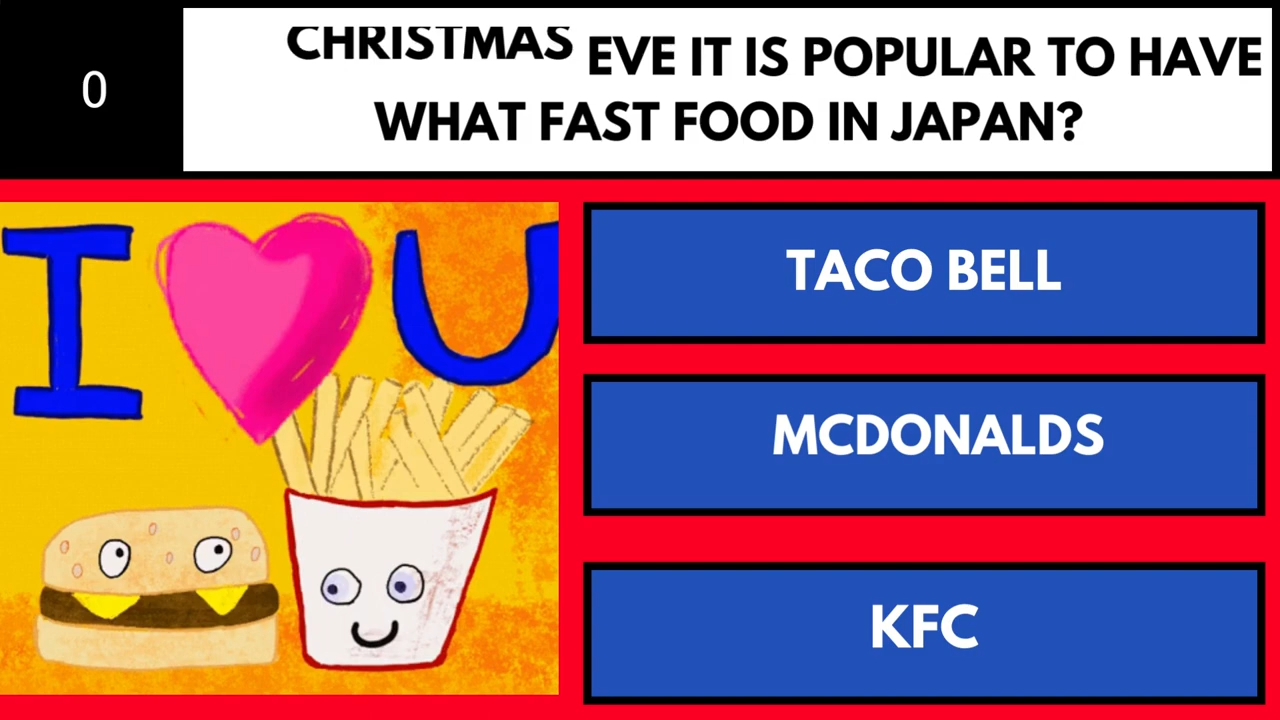 0
CHRISTMAS EVE IT IS POPULAR TO HAVE
WHAT FAST FOOD IN JAPAN?
I U
TACO BELL
MCDONALDS
KFC